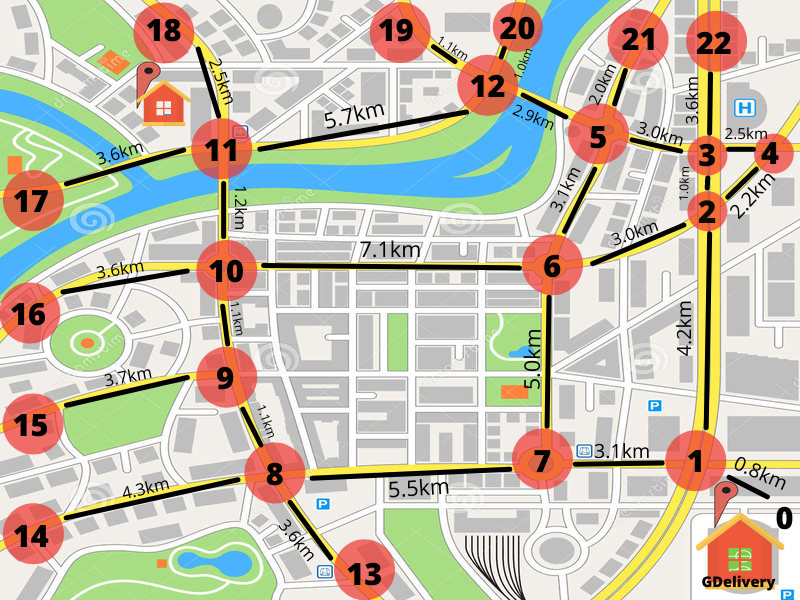 18
19
20
21
22
1.1km
1.0km
2.5km
12
3.6km
2.0km
H
5.7km
2.9km
5
3.0km
2.5km
11
3
4
3.6km
1.0km
17
1.2km
3.1km
2
2.2km
7.1km
3.0km
10
6
3.6km
16
1.1km
4.2km
5.0km
9
3.7km
15
P
1.1km
7
3.1km
1
8
0.8km
4.3km
5.5km
P
0
14
3.6km
13
GDelivery
P